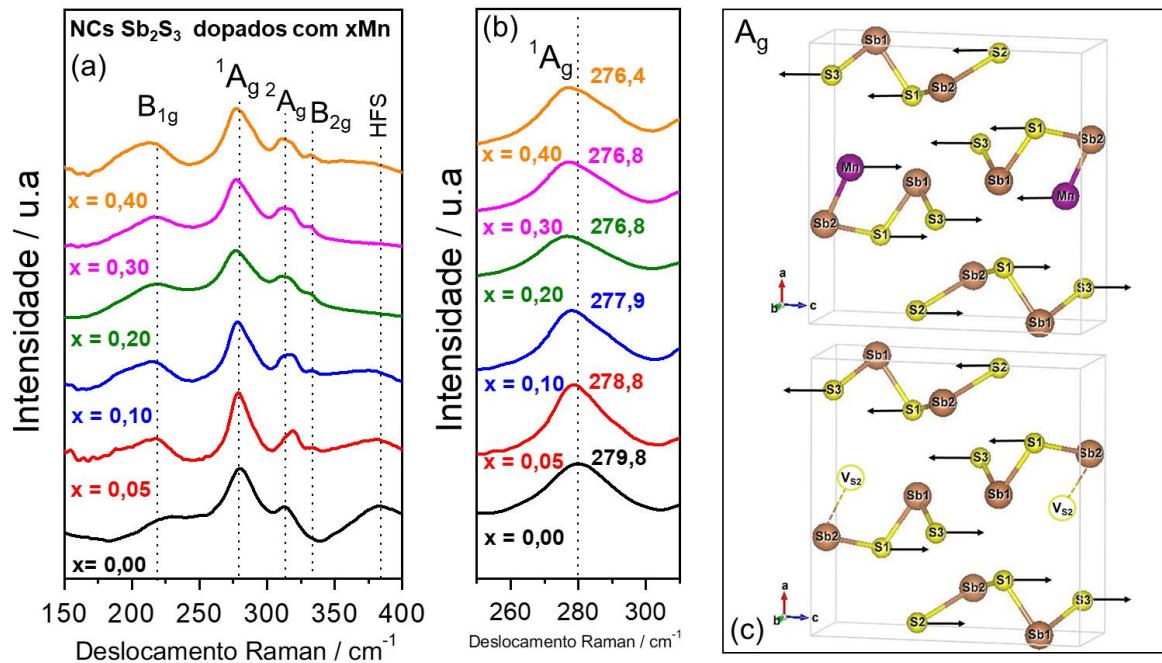 NCs Sb₂S₃ dopados com xMn
(a)
¹Ag
²Ag
B₁g
B₂g
HFS
x = 0,40
x = 0,30
x = 0,20
x = 0,10
x = 0,05
x = 0,00
Intensidade / u.a
150 200 250 300 350 400
Deslocamento Raman / cm⁻¹
(b)
¹Ag
276,4
x = 0,40
276,8
x = 0,30
276,8
x = 0,20
277,9
x = 0,10
278,8
x = 0,05
279,8
x = 0,00
Intensidade / u.a
260 280 300
Deslocamento Raman / cm⁻¹
Ag
Sb1 S2
S3 S1 Sb2
S1 Sb2
S3
Mn Sb1 Sb1 Mn
Sb2 S1 S3
Sb2 S1 S3
S2 Sb1
a
b c
Sb1 S2
S3 S1 Sb2
S1 Sb2
S3
VS2 Sb1 Sb1 VS2
Sb2 S1 S3
Sb2 S1 S3
S2 Sb1
a
b c
(c)